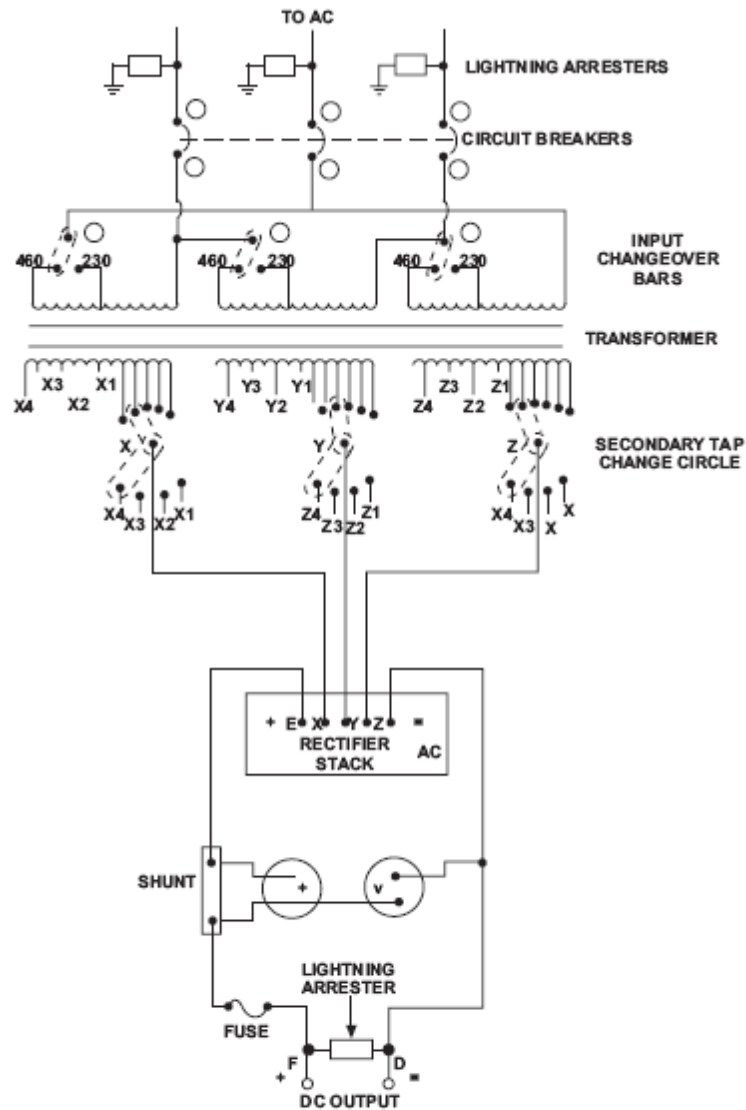 TO AC
LIGHTNING ARRESTERS
CIRCUIT BREAKERS
INPUT
CHANGEOVER
BARS
460 230
460 230
460 230
TRANSFORMER
X4 X3 X2 X1
Y4 Y3 Y2 Y1
Z4 Z3 Z2 Z1
SECONDARY TAP
CHANGE CIRCLE
X
Y
Z
X4 X3 X2 X1
Z4 Z3 Z2 Z1
X4 X3 X X
+ E X Y Z =
RECTIFIER
STACK
AC
SHUNT
+
v
LIGHTNING
ARRESTER
FUSE
F D
+ =
DC OUTPUT